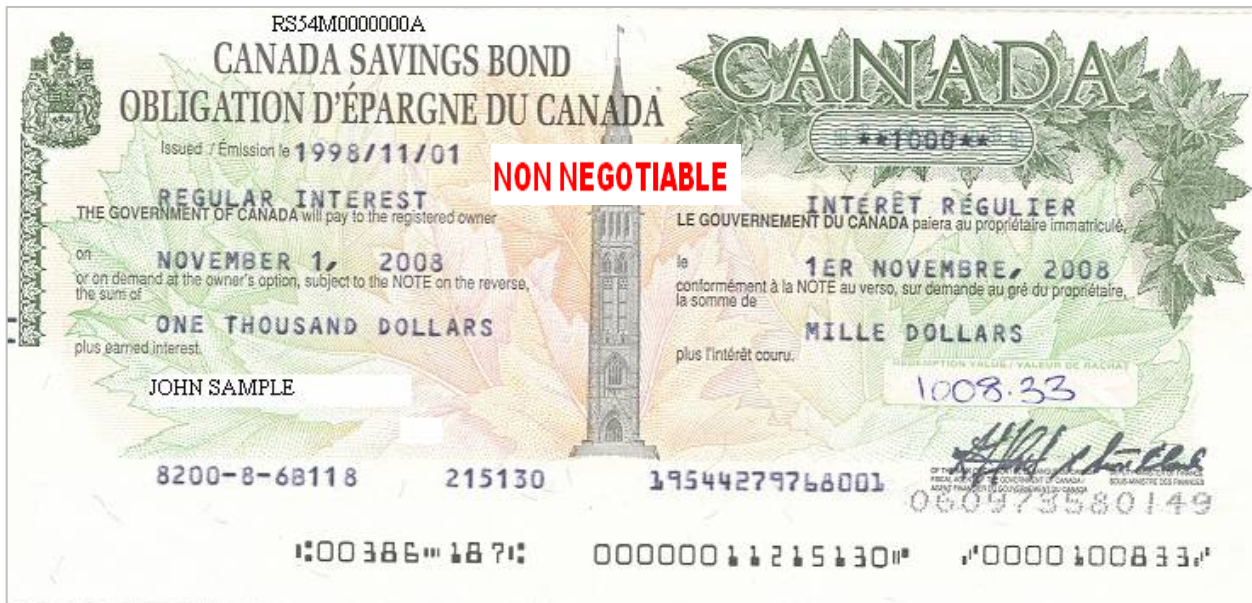 RS54M0000000A
CANADA SAVINGS BOND
OBLIGATION D'ÉPARGNE DU CANADA
Issued / Émission le 1998/11/01
REGULAR INTEREST
THE GOVERNMENT OF CANADA will pay to the registered owner
on NOVEMBER 1, 2008
or on demand at the owner's option, subject to the NOTE on the reverse,
the sum of
ONE THOUSAND DOLLARS
plus earned interest.
JOHN SAMPLE
NON NEGOTIABLE
CANADA
**1000**
INTÉRÊT RÉGULIER
LE GOUVERNEMENT DU CANADA paiera au propriétaire immatriculé,
le 1ER NOVEMBRE, 2008
conformément à la NOTE au verso, sur demande au gré du propriétaire,
la somme de
MILLE DOLLARS
plus l'intérêt couru.
REDEMPTION VALUE / VALEUR DE RACHAT
1008.33
8200-8-68118 215130 19544279768001
SOUS-MINISTRE DES FINANCES
060973580149
⑆00386⑉187⑆ 00000011215130⑈ ⑇0000100833⑇